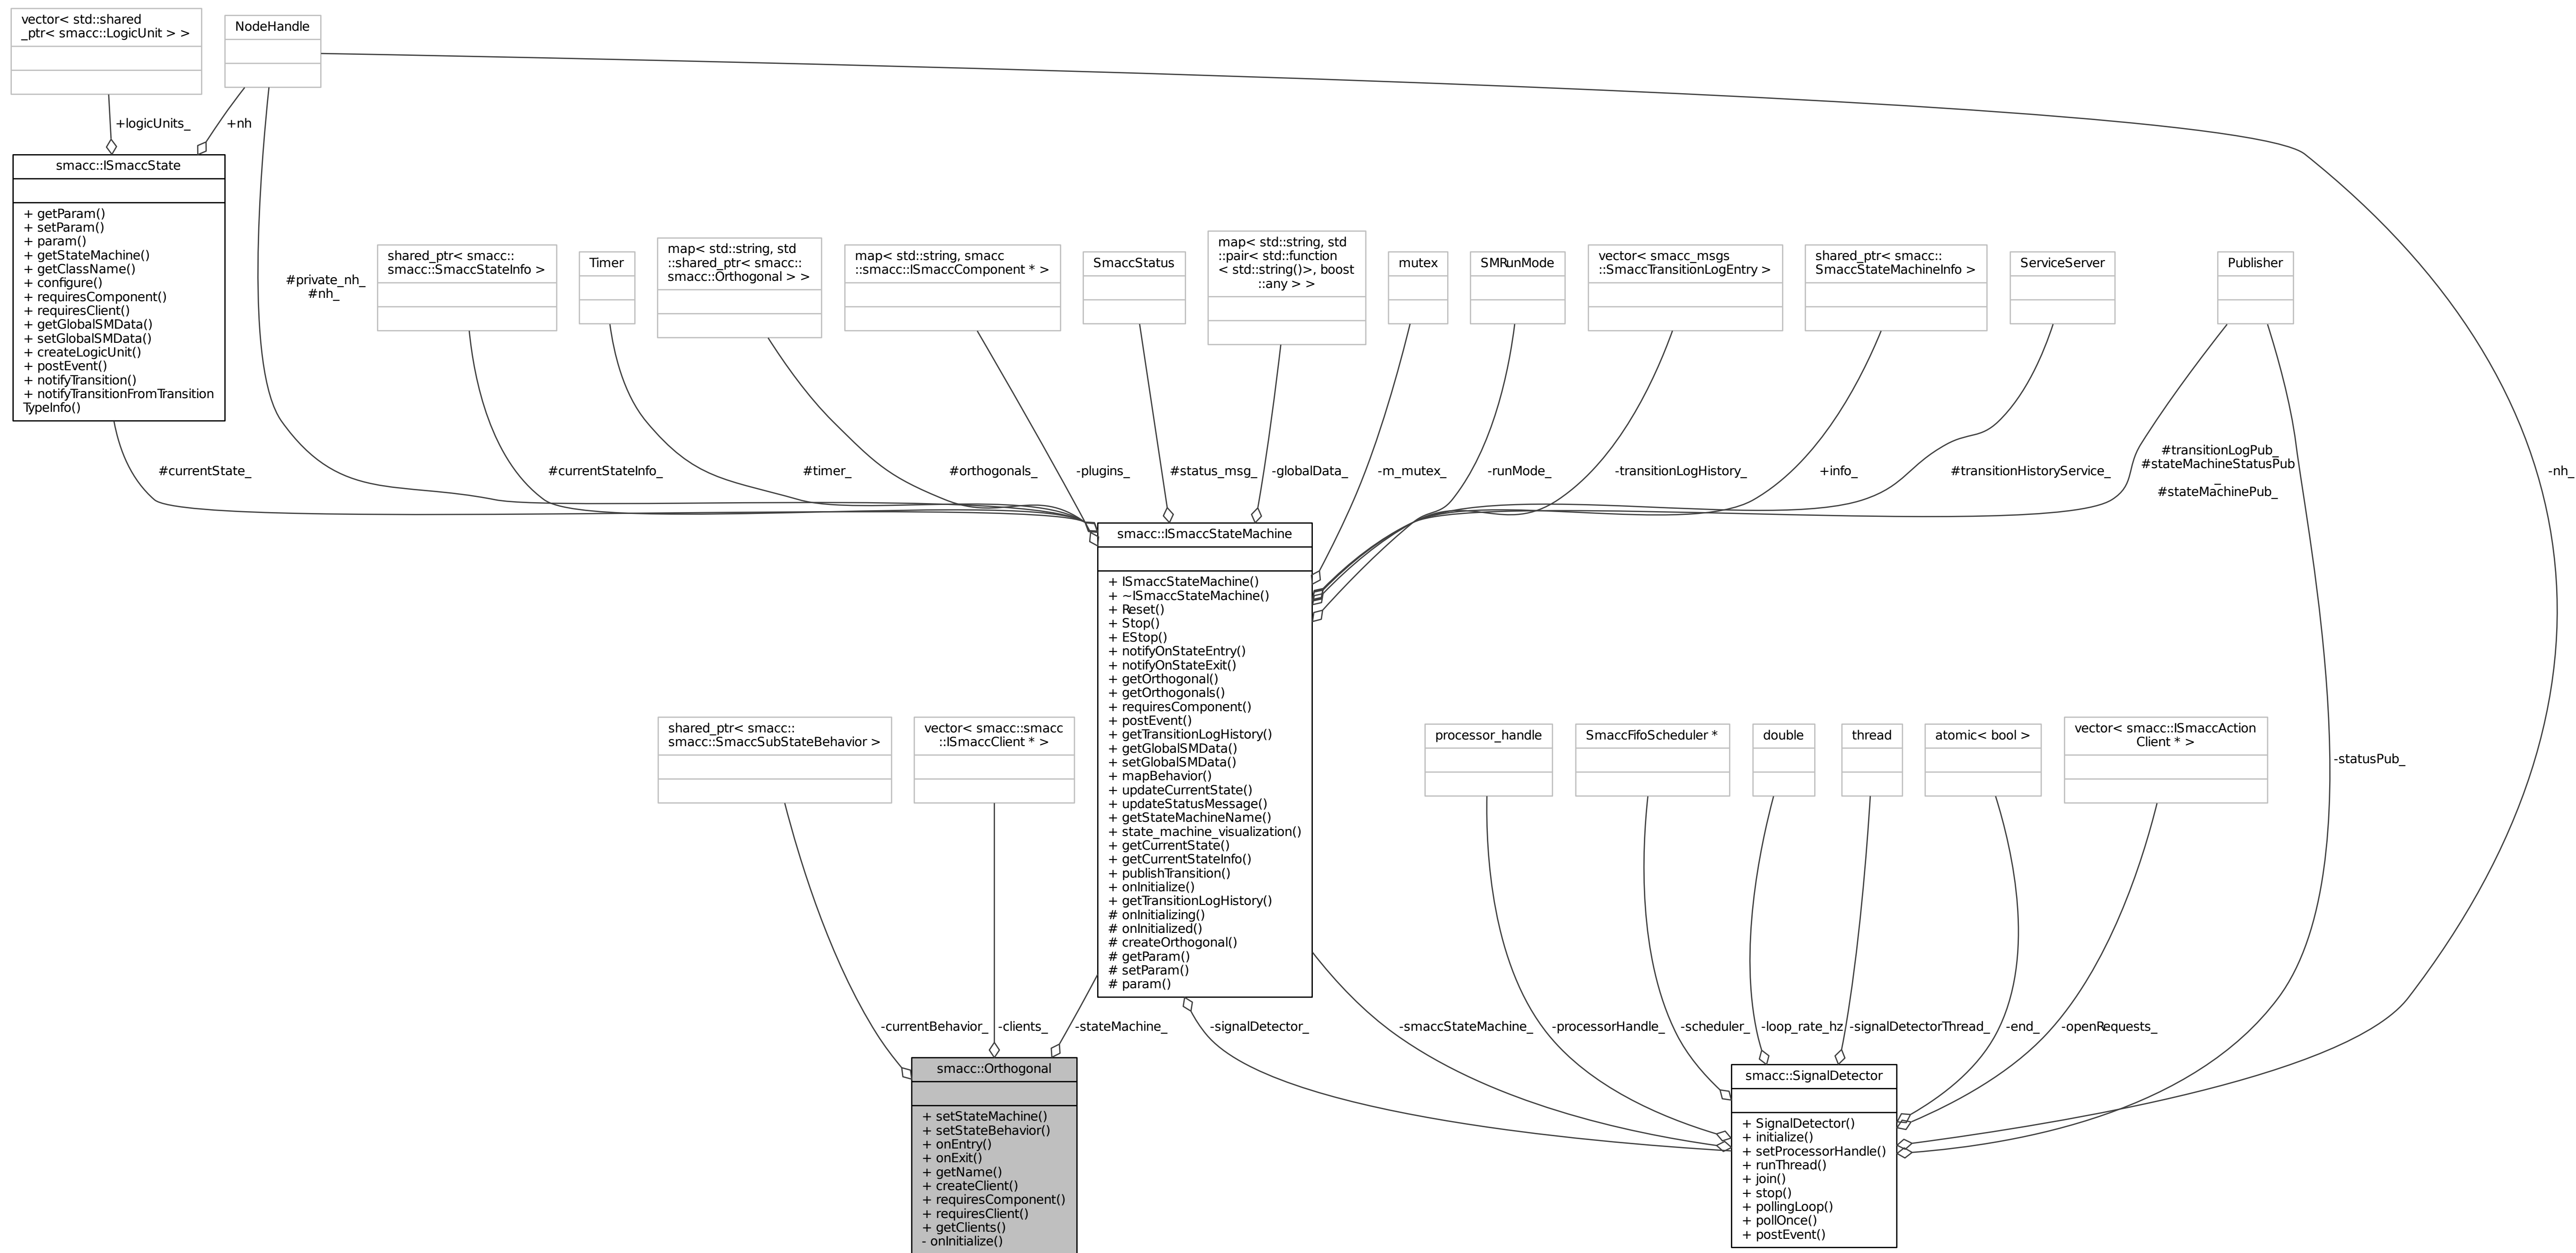 vector< std::shared
_ptr< smacc::LogicUnit > >
NodeHandle
+logicUnits_
+nh
smacc::ISmaccState
+ getParam()
+ setParam()
+ param()
+ getStateMachine()
+ getClassName()
+ configure()
+ requiresComponent()
+ requiresClient()
+ getGlobalSMData()
+ setGlobalSMData()
+ createLogicUnit()
+ postEvent()
+ notifyTransition()
+ notifyTransitionFromTransition
TypeInfo()
#private_nh_
#nh_
shared_ptr< smacc::
smacc::SmaccStateInfo >
Timer
map< std::string, std
::shared_ptr< smacc::
smacc::Orthogonal > >
map< std::string, smacc
::smacc::ISmaccComponent * >
SmaccStatus
map< std::string, std
::pair< std::function
< std::string()>, boost
::any > >
mutex
SMRunMode
vector< smacc_msgs
::SmaccTransitionLogEntry >
shared_ptr< smacc::
SmaccStateMachineInfo >
ServiceServer
Publisher
#currentState_
#currentStateInfo_
#timer_
#orthogonals_
-plugins_
#status_msg_
-globalData_
-m_mutex_
-runMode_
-transitionLogHistory_
+info_
#transitionHistoryService_
#transitionLogPub_
#stateMachineStatusPub
_
#stateMachinePub_
-nh_
smacc::ISmaccStateMachine
+ ISmaccStateMachine()
+ ~ISmaccStateMachine()
+ Reset()
+ Stop()
+ EStop()
+ notifyOnStateEntry()
+ notifyOnStateExit()
+ getOrthogonal()
+ getOrthogonals()
+ requiresComponent()
+ postEvent()
+ getTransitionLogHistory()
+ getGlobalSMData()
+ setGlobalSMData()
+ mapBehavior()
+ updateCurrentState()
+ updateStatusMessage()
+ getStateMachineName()
+ state_machine_visualization()
+ getCurrentState()
+ getCurrentStateInfo()
+ publishTransition()
+ onInitialize()
+ getTransitionLogHistory()
# onInitializing()
# onInitialized()
# createOrthogonal()
# getParam()
# setParam()
# param()
shared_ptr< smacc::
smacc::SmaccSubStateBehavior >
vector< smacc::smacc
::ISmaccClient * >
processor_handle
SmaccFifoScheduler *
double
thread
atomic< bool >
vector< smacc::ISmaccAction
Client * >
-statusPub_
-currentBehavior_
-clients_
-stateMachine_
-signalDetector_
-smaccStateMachine_
-processorHandle_
-scheduler_
-loop_rate_hz
-signalDetectorThread_
-end_
-openRequests_
smacc::Orthogonal
+ setStateMachine()
+ setStateBehavior()
+ onEntry()
+ onExit()
+ getName()
+ createClient()
+ requiresComponent()
+ requiresClient()
+ getClients()
- onInitialize()
smacc::SignalDetector
+ SignalDetector()
+ initialize()
+ setProcessorHandle()
+ runThread()
+ join()
+ stop()
+ pollingLoop()
+ pollOnce()
+ postEvent()